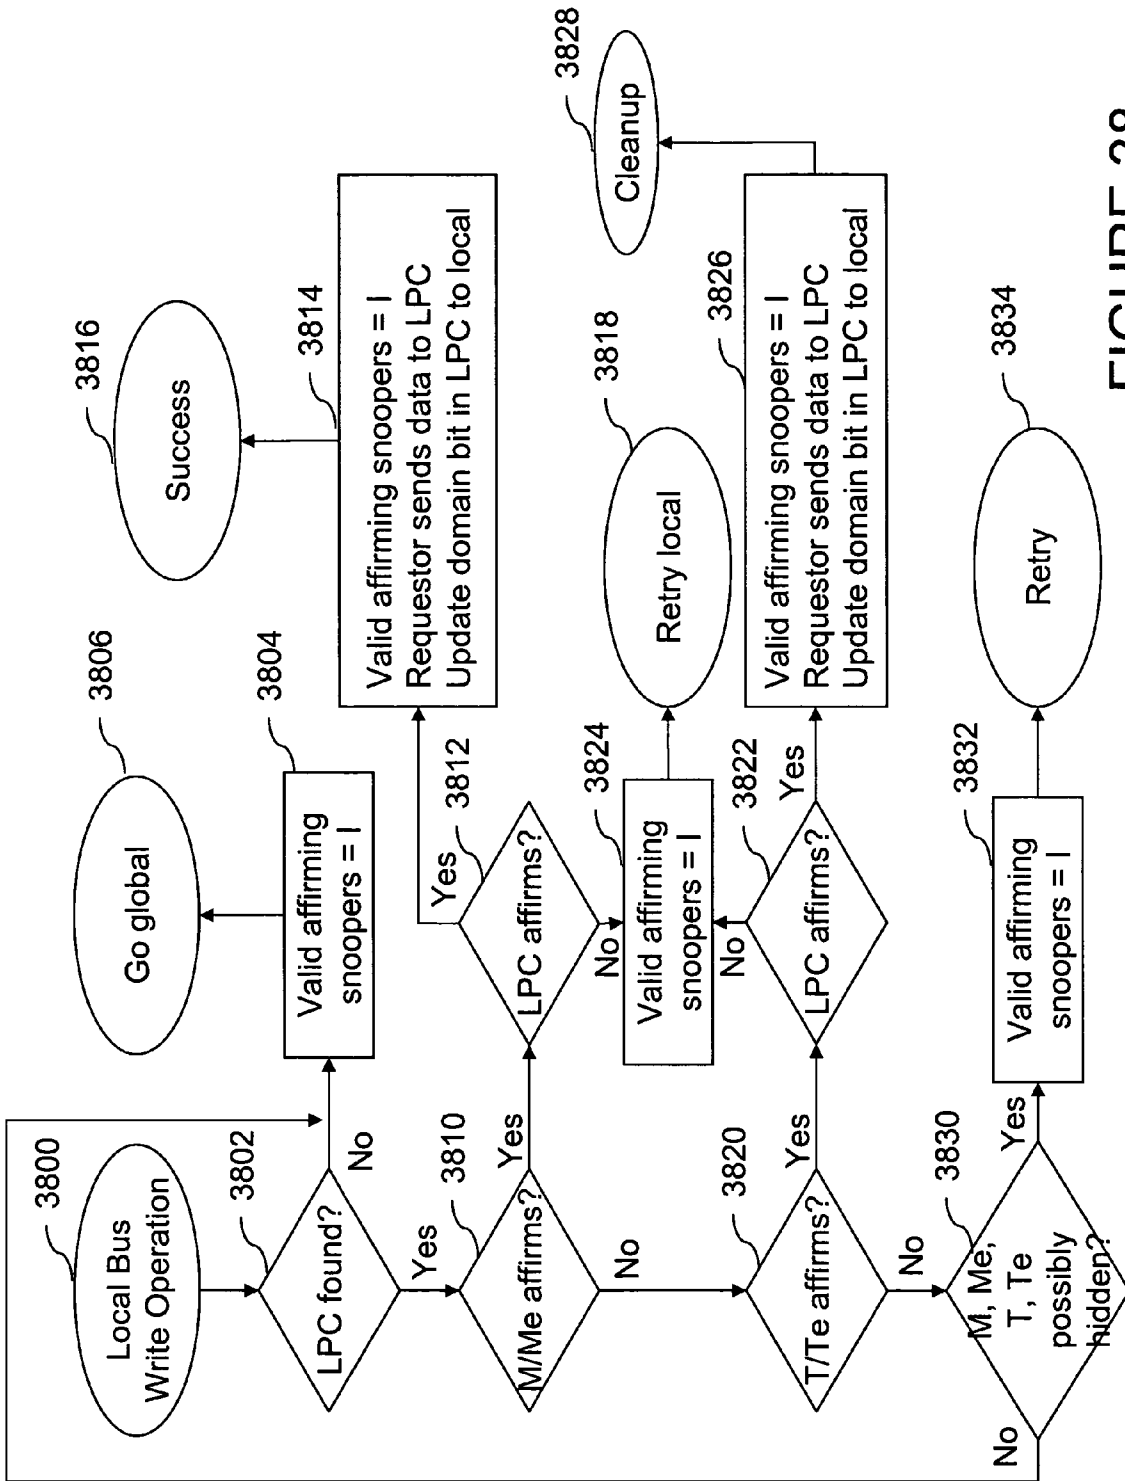 3800
Local Bus
Write Operation
3802
LPC found?
No
Yes
3804
Valid affirming
snoopers = I
3806
Go global
3810
M/Me affirms?
Yes
No
3812
LPC affirms?
Yes
No
3814
Valid affirming snoopers = I
Requestor sends data to LPC
Update domain bit in LPC to local
3816
Success
3824
Valid affirming
snoopers = I
3818
Retry local
3820
T/Te affirms?
Yes
No
3822
LPC affirms?
Yes
No
3826
Valid affirming snoopers = I
Requestor sends data to LPC
Update domain bit in LPC to local
3828
Cleanup
3830
M, Me,
T, Te
possibly
hidden?
Yes
No
3832
Valid affirming
snoopers = I
3834
Retry
FIGURE 38